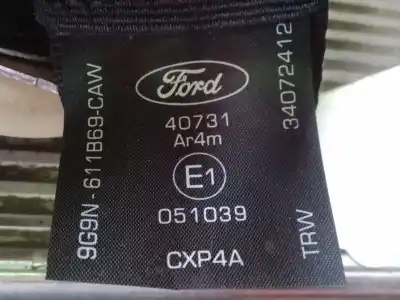 Ford
40731
Ar4m
E1
051039
CXP4A
9G9N-611B69-CAW
34072412
TRW